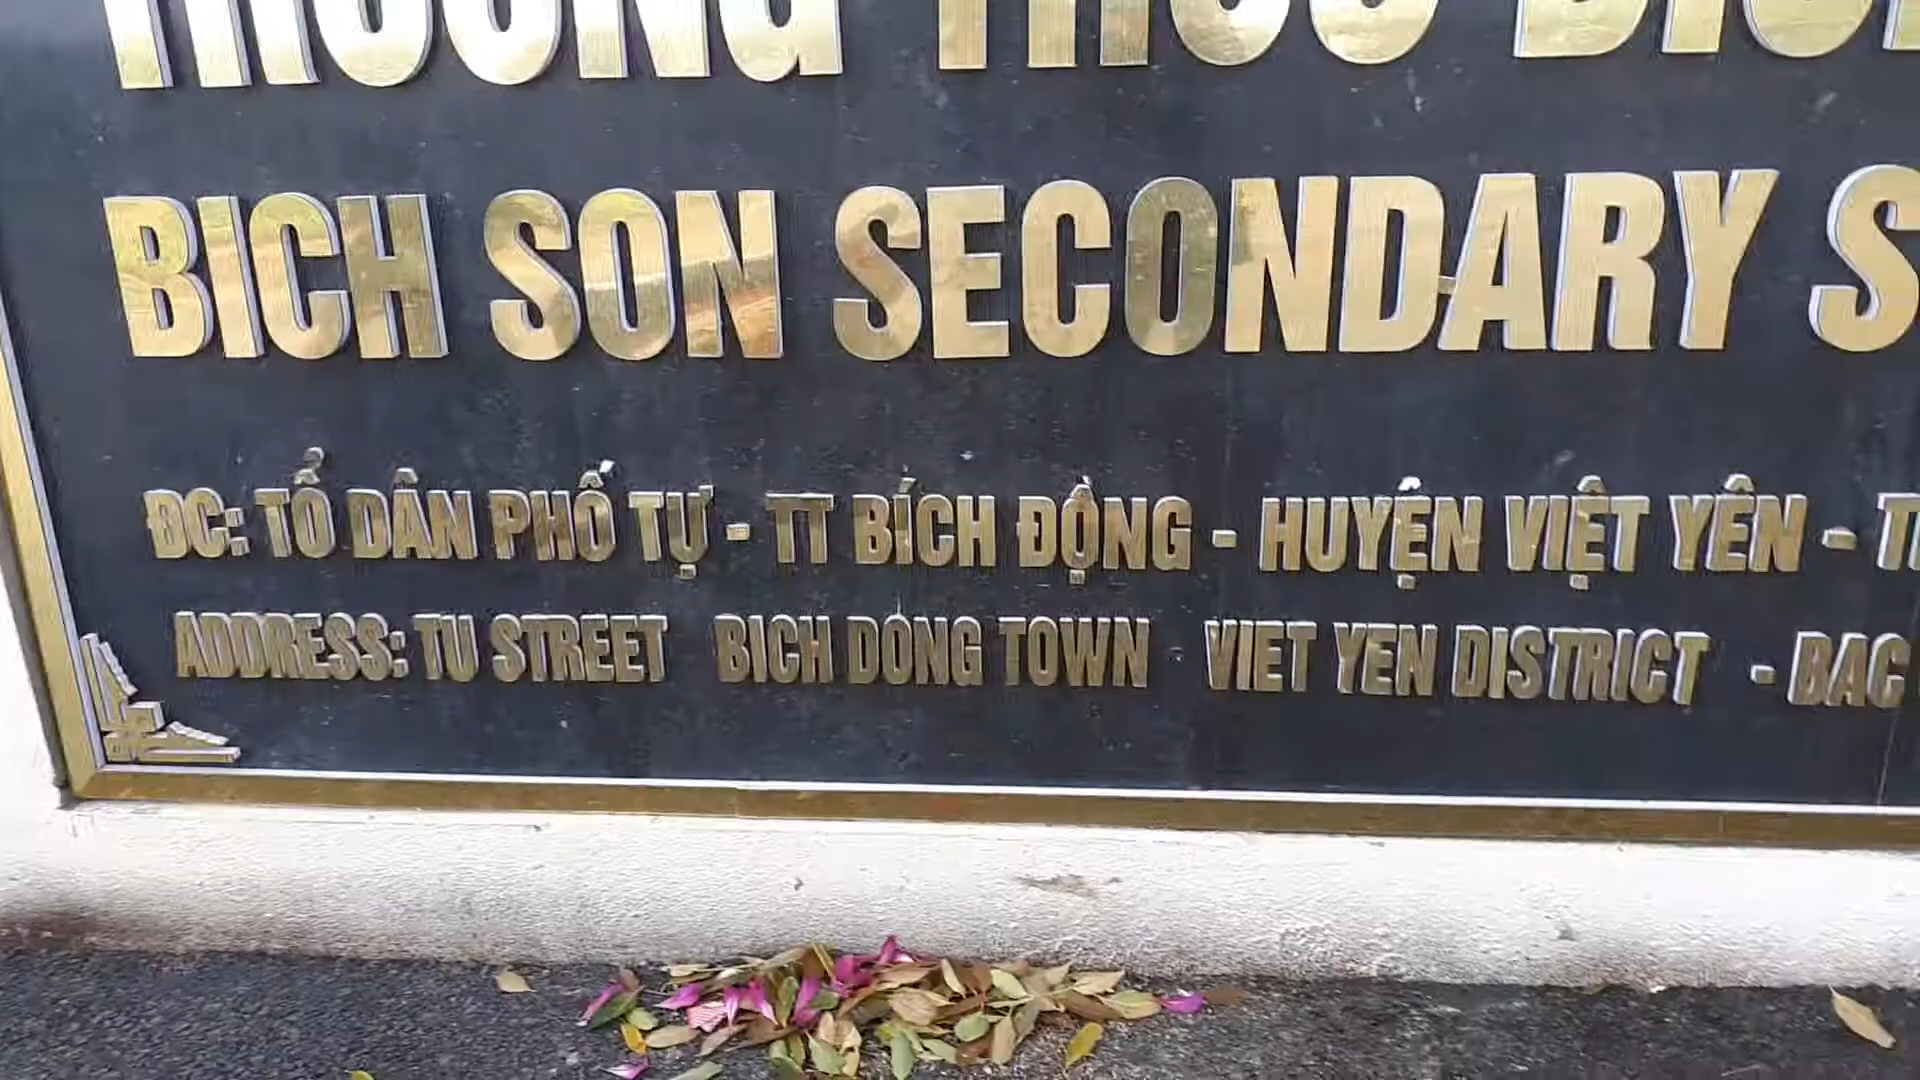 BICH SON SECONDARY S
ĐC: TỔ DÂN PHỐ TỰ - TT BÍCH ĐỘNG - HUYỆN VIỆT YÊN - T
ADDRESS: TU STREET BICH DONG TOWN - VIET YEN DISTRICT - BAC